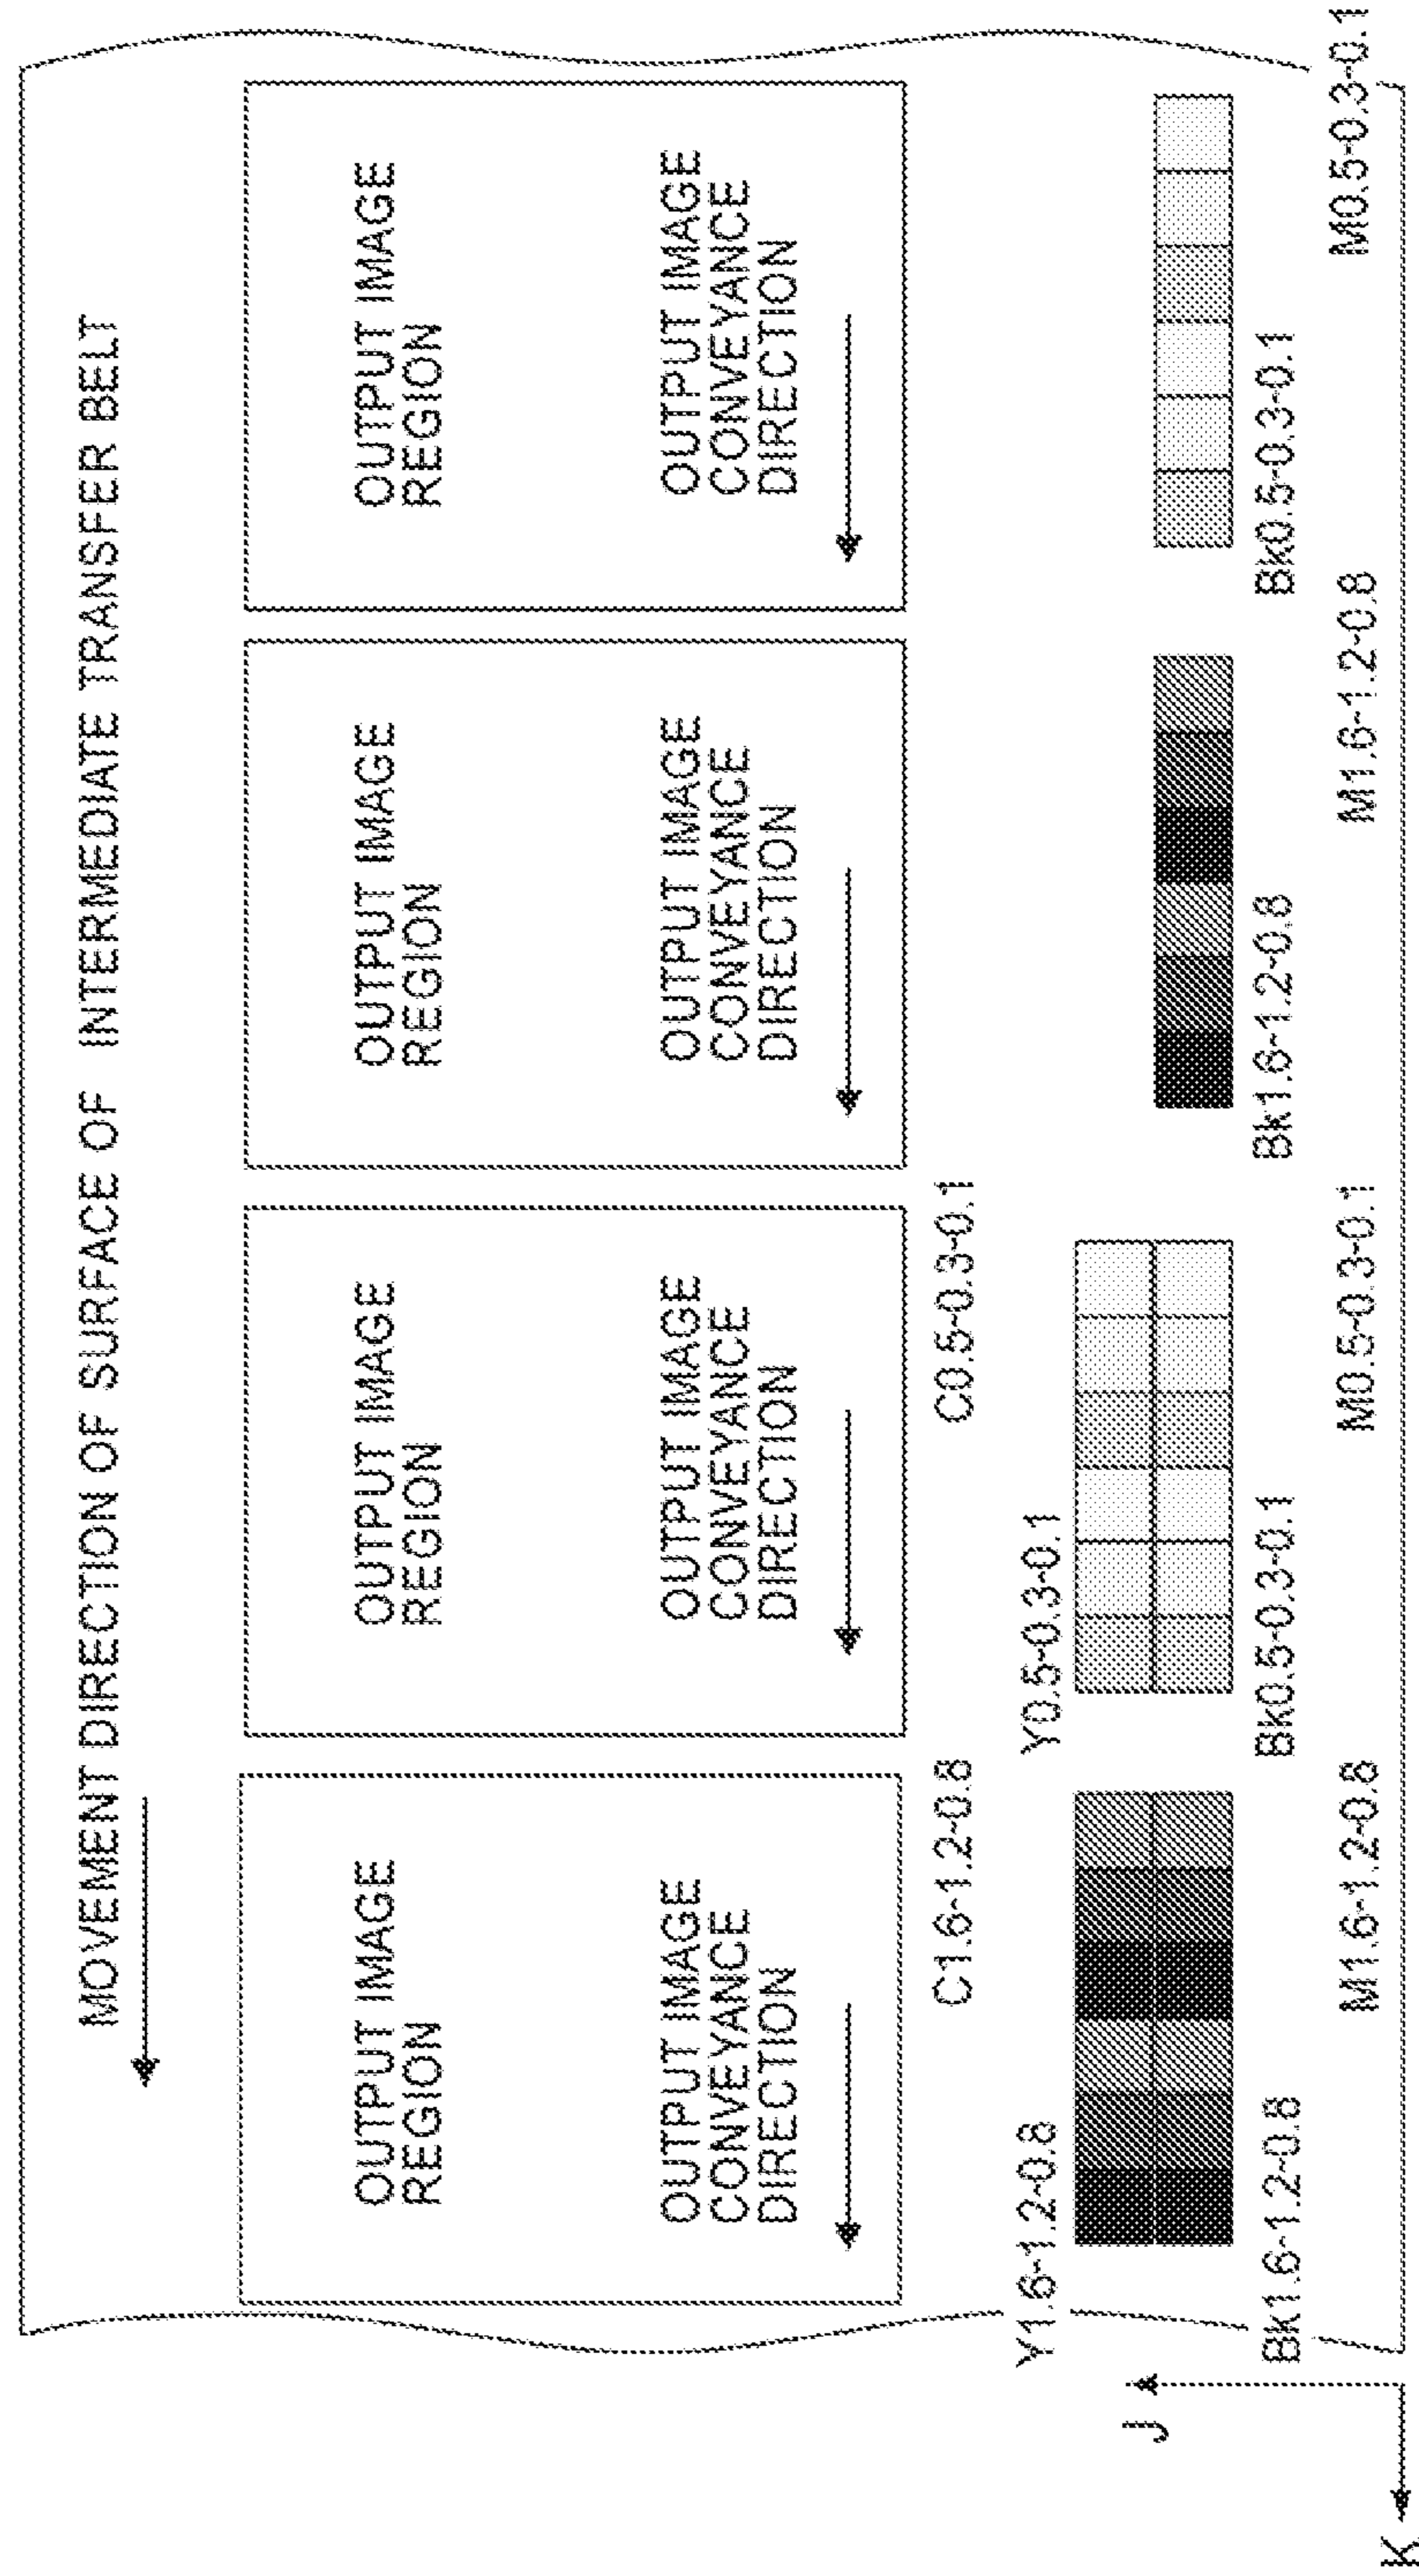 MOVEMENT DIRECTION OF SURFACE OF INTERMEDIATE TRANSFER BELT
OUTPUT IMAGE
REGION
OUTPUT IMAGE
CONVEYANCE
DIRECTION
OUTPUT IMAGE
REGION
OUTPUT IMAGE
CONVEYANCE
DIRECTION
OUTPUT IMAGE
REGION
OUTPUT IMAGE
CONVEYANCE
DIRECTION
OUTPUT IMAGE
REGION
OUTPUT IMAGE
CONVEYANCE
DIRECTION
C1.6-1.2-0.8
C0.5-0.3-0.1
Y1.6-1.2-0.8
Y0.5-0.3-0.1
Bk1.6-1.2-0.8
Bk0.5-0.3-0.1
Bk1.6-1.2-0.8
Bk0.5-0.3-0.1
M1.6-1.2-0.8
M0.5-0.3-0.1
M1.6-1.2-0.8
M0.5-0.3-0.1
J
K